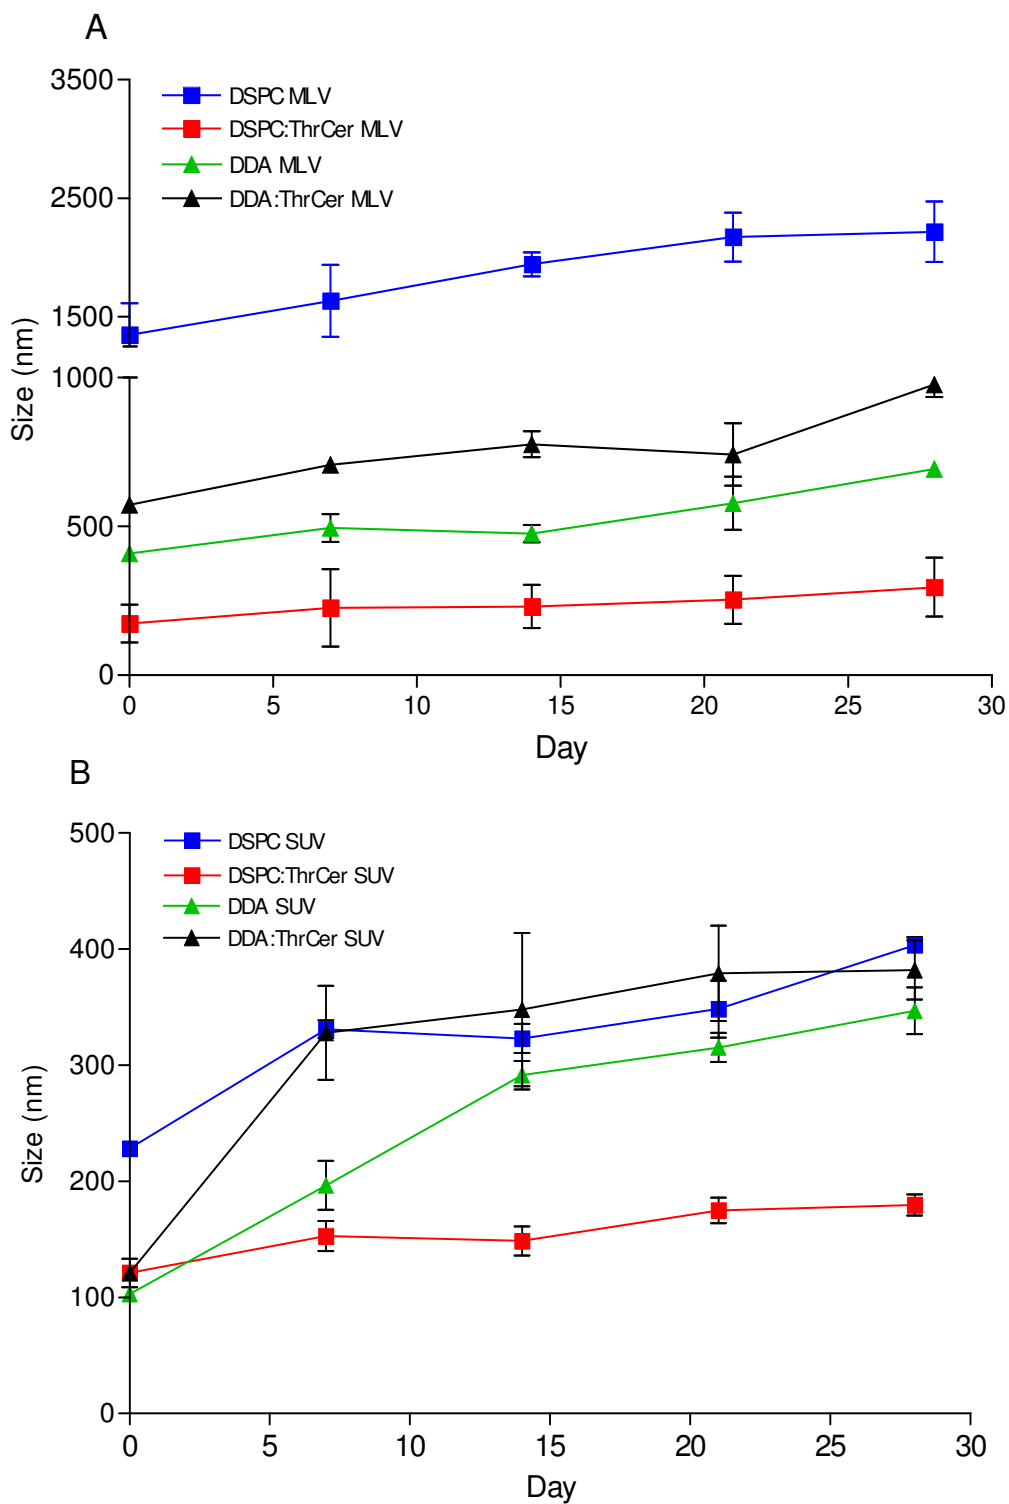 A
3500
2500
1500
1000
500
0
Size (nm)
DSPC MLV
DSPC:ThrCer MLV
DDA MLV
DDA:ThrCer MLV
0 5 10 15 20 25 30
Day
B
500
400
300
200
100
0
Size (nm)
DSPC SUV
DSPC:ThrCer SUV
DDA SUV
DDA:ThrCer SUV
0 5 10 15 20 25 30
Day